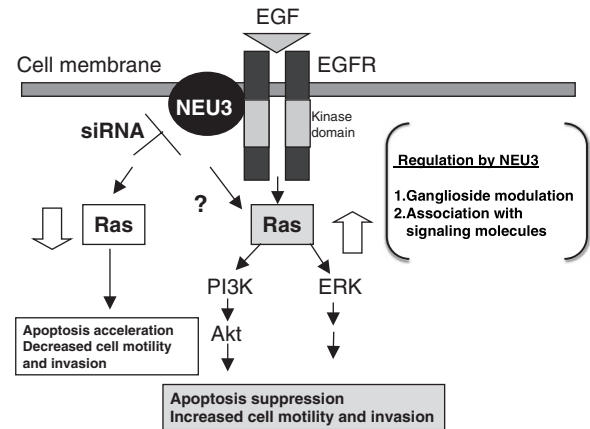 EGF
Cell membrane
EGFR
NEU3
Kinase
domain
siRNA
Regulation by NEU3
1.Ganglioside modulation
2.Association with
signaling molecules
?
Ras
Ras
PI3K
ERK
Akt
Apoptosis acceleration
Decreased cell motility
and invasion
Apoptosis suppression
Increased cell motility and invasion